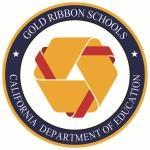 GOLD RIBBON SCHOOLS
CALIFORNIA DEPARTMENT OF EDUCATION